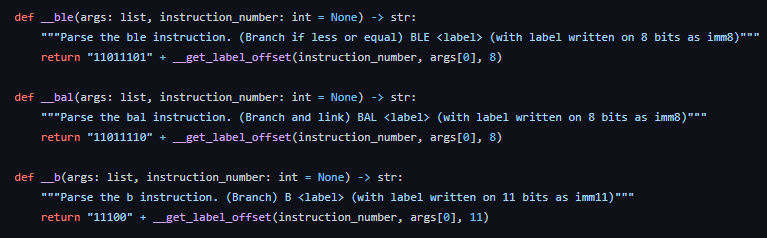 def __ble(args: list, instruction_number: int = None) -> str:
    """Parse the ble instruction. (Branch if less or equal) BLE <label> (with label written on 8 bits as imm8)"""
    return "11011101" + __get_label_offset(instruction_number, args[0], 8)
def __bal(args: list, instruction_number: int = None) -> str:
    """Parse the bal instruction. (Branch and link) BAL <label> (with label written on 8 bits as imm8)"""
    return "11011110" + __get_label_offset(instruction_number, args[0], 8)
def __b(args: list, instruction_number: int = None) -> str:
    """Parse the b instruction. (Branch) B <label> (with label written on 11 bits as imm11)"""
    return "11100" + __get_label_offset(instruction_number, args[0], 11)